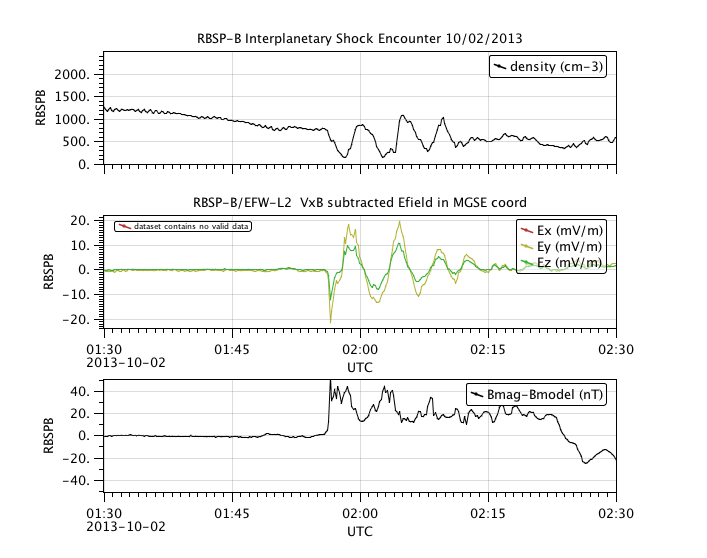 RBSP-B Interplanetary Shock Encounter 10/02/2013
density (cm-3)
2000.
1500.
1000.
500.
0.
RBSPB
RBSP-B/EFW-L2 VxB subtracted Efield in MGSE coord
dataset contains no valid data
Ex (mV/m)
Ey (mV/m)
Ez (mV/m)
20.
10.
0.
-10.
-20.
RBSPB
01:30 01:45 02:00 02:15 02:30
2013-10-02
UTC
Bmag-Bmodel (nT)
40.
20.
0.
-20.
-40.
RBSPB
01:30 01:45 02:00 02:15 02:30
2013-10-02
UTC